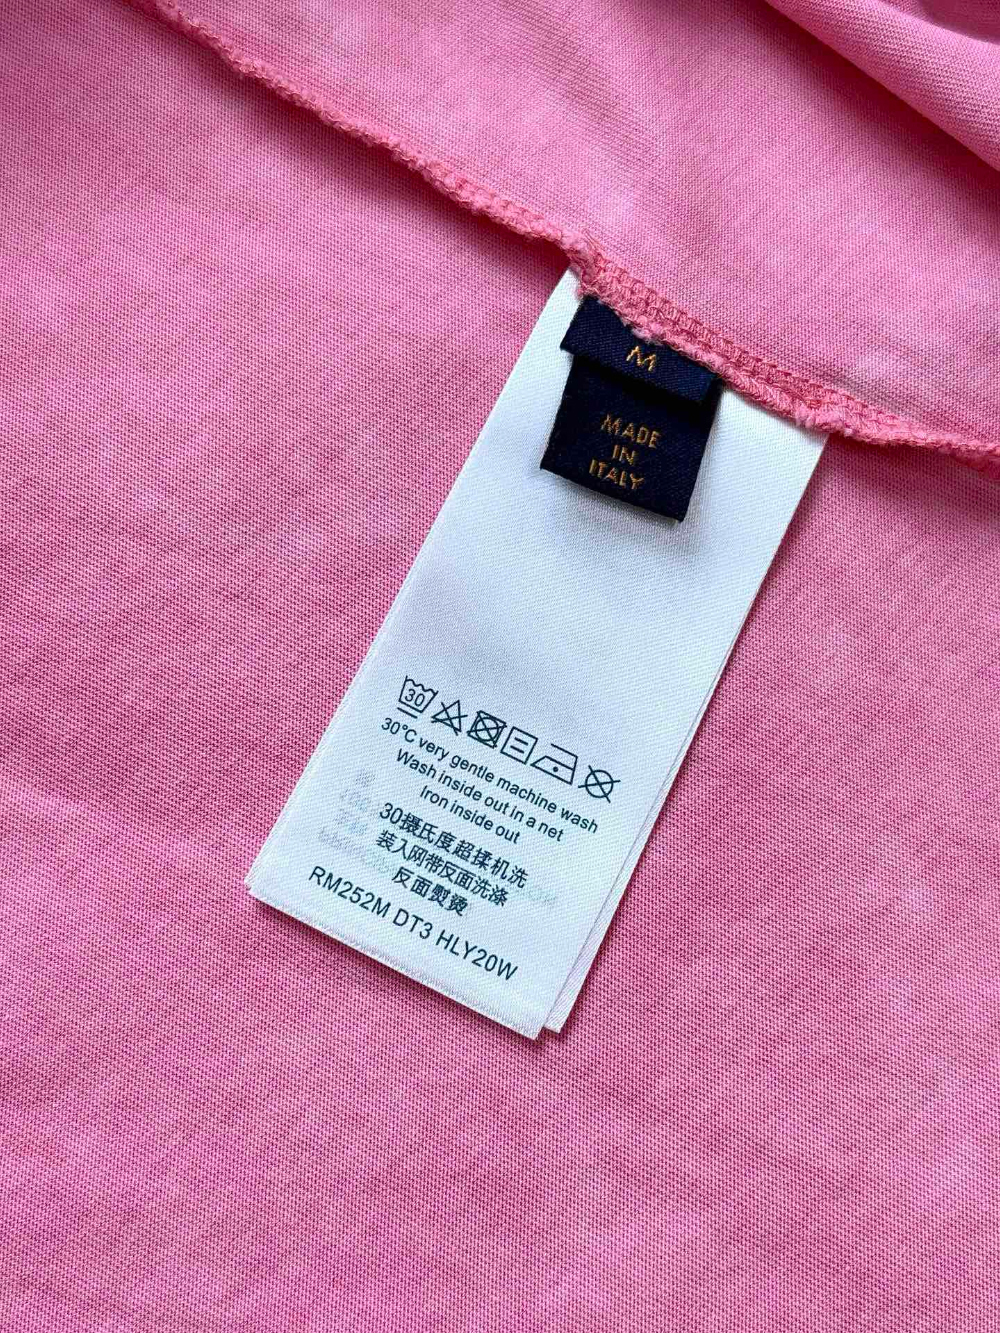 M
MADE
IN
ITALY
30
30°C very gentle machine wash
Wash inside out in a net
Iron inside out
30摄氏度超揉机洗
装入网带反面洗涤
反面熨烫
RM252M DT3 HLY20W